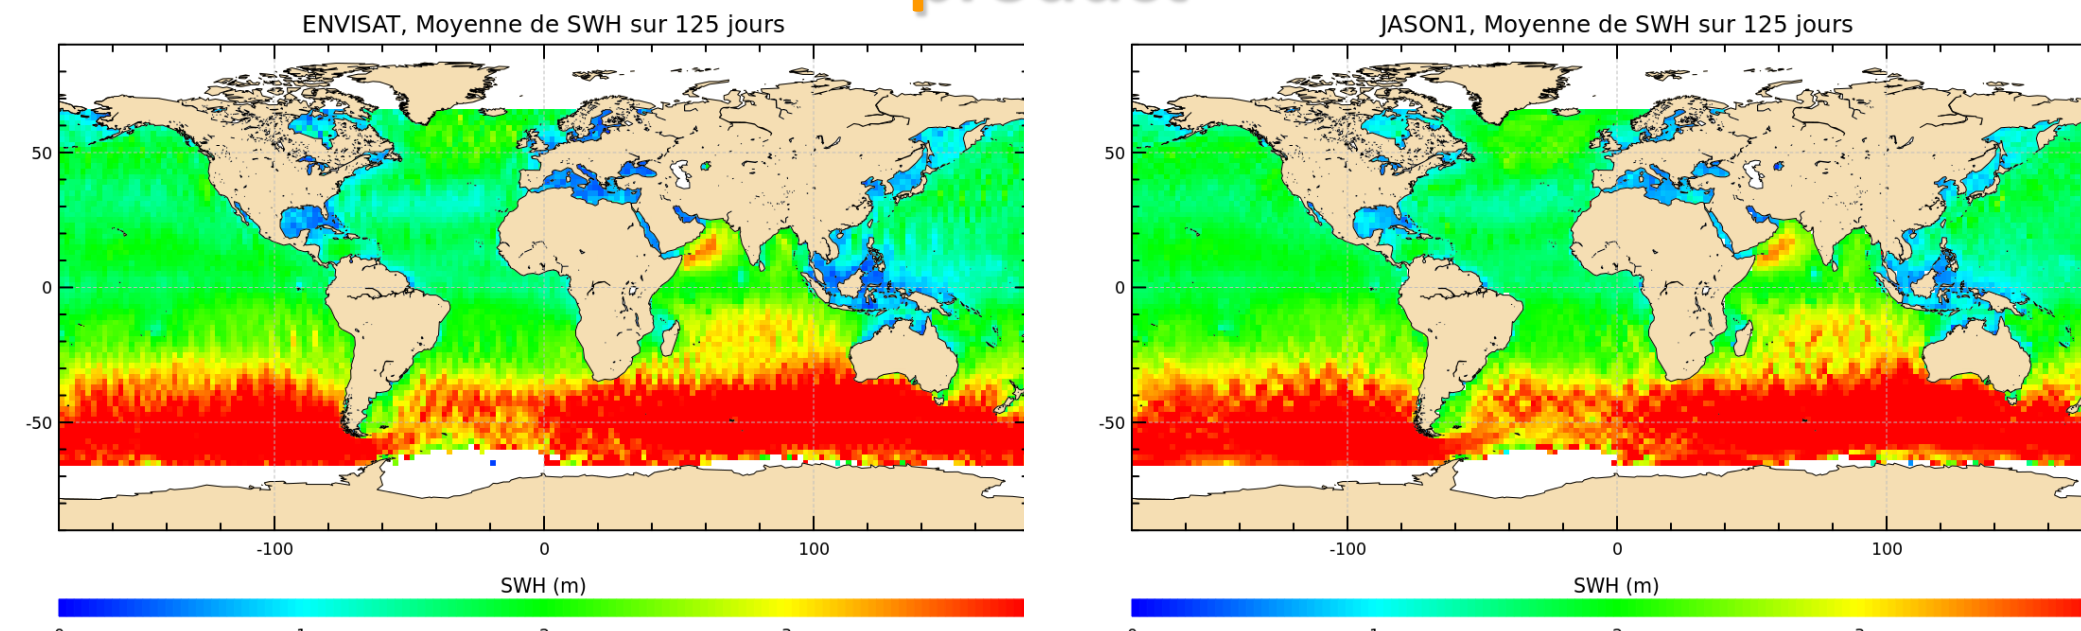 ENVISAT, Moyenne de SWH sur 125 jours
50
0
-50
-100 0 100
SWH (m)
JASON1, Moyenne de SWH sur 125 jours
50
0
-50
-100 0 100
SWH (m)